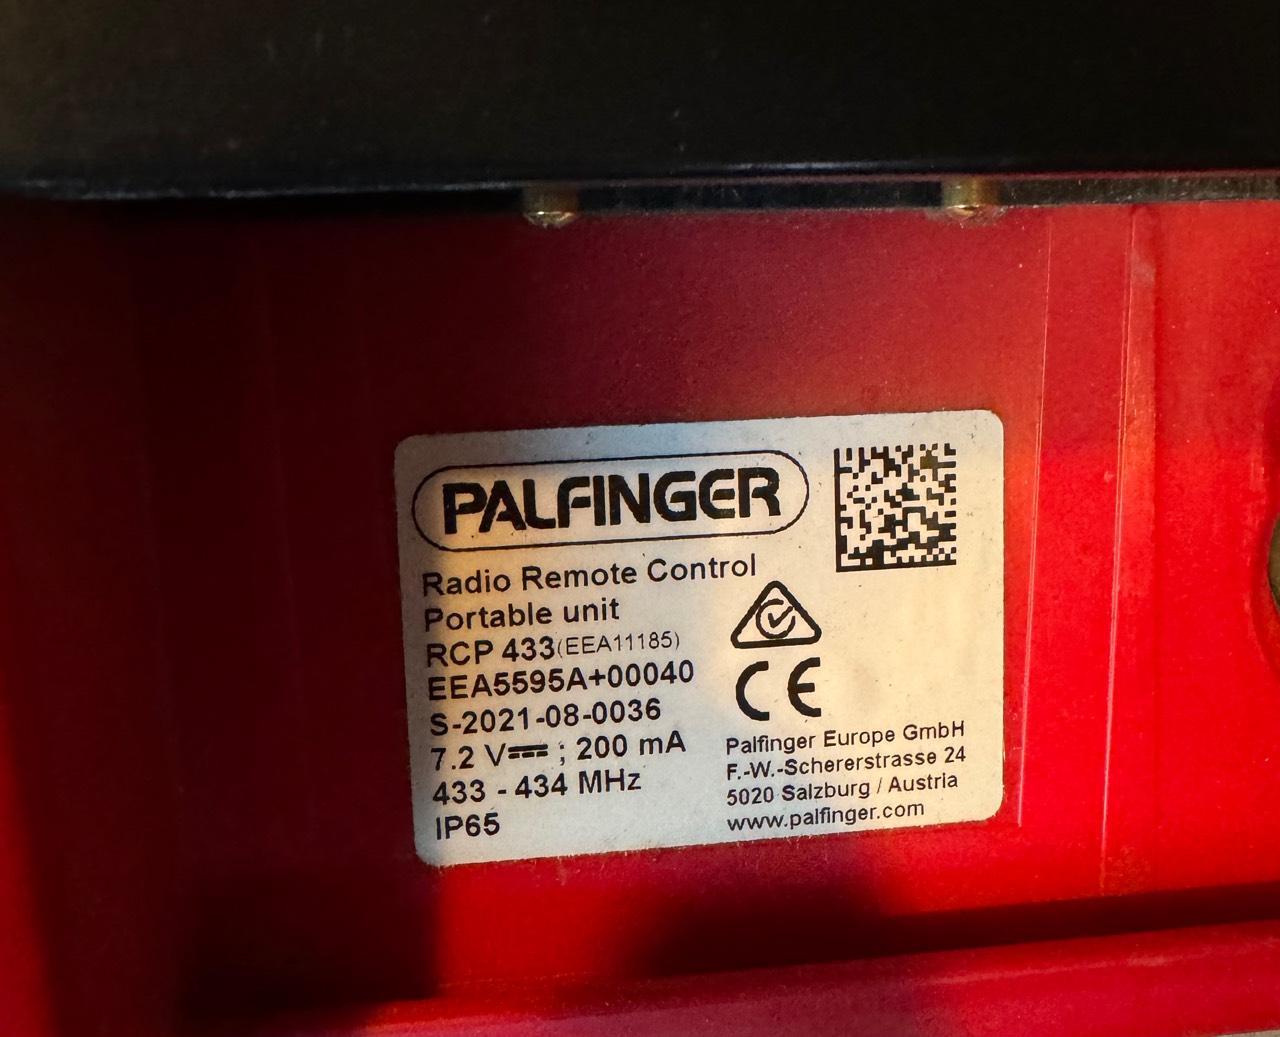 PALFINGER
Radio Remote Control
Portable unit
RCP 433(EEA11185)
EEA5595A+00040
S-2021-08-0036
7.2 V⎓ ; 200 mA
433 - 434 MHz
IP65
CE
Palfinger Europe GmbH
F.-W.-Schererstrasse 24
5020 Salzburg / Austria
www.palfinger.com